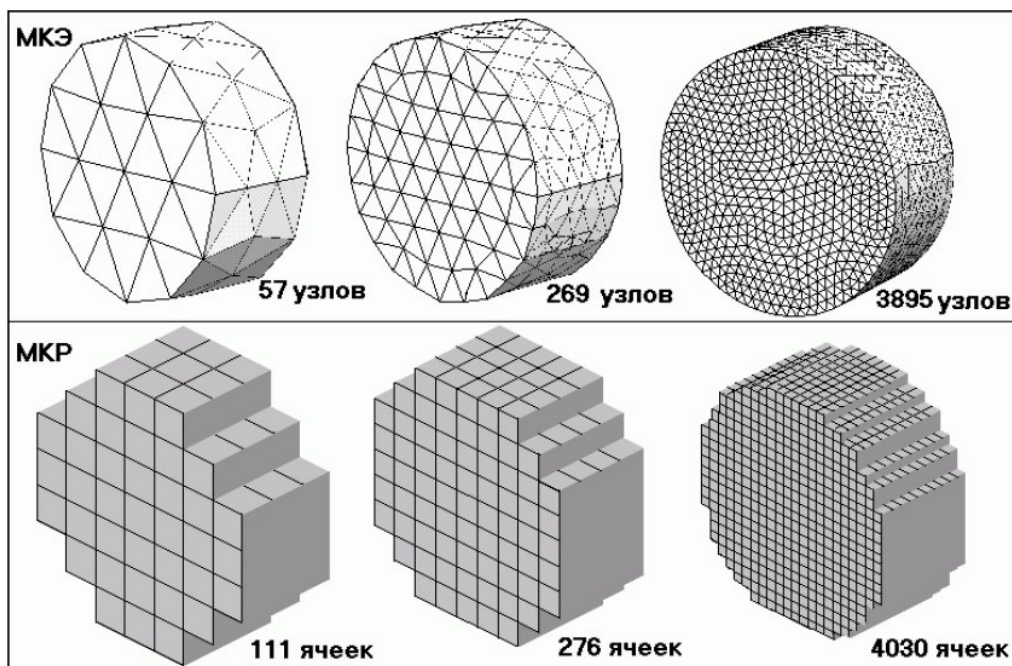 МКЭ
57 узлов
269 узлов
3895 узлов
МКР
111 ячеек
276 ячеек
4030 ячеек